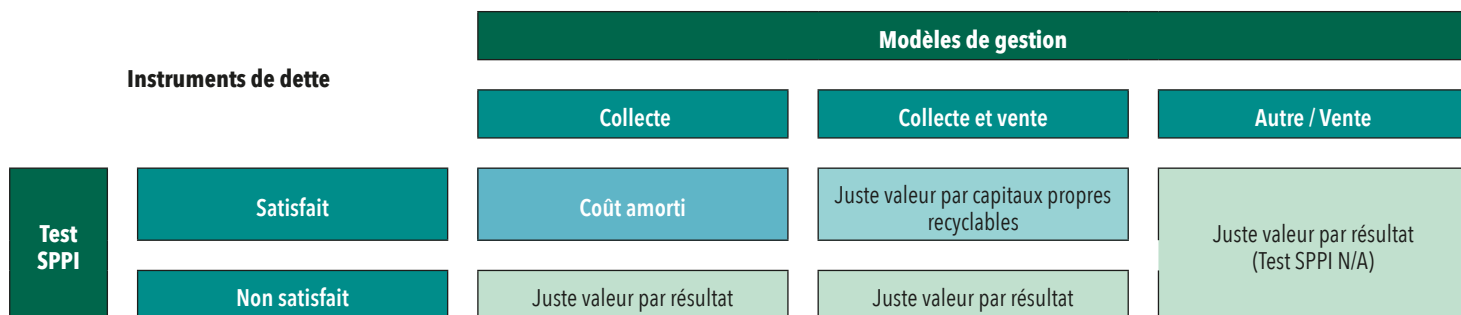 Modèles de gestion
Instruments de dette
Collecte
Collecte et vente
Autre / Vente
Test
SPPI
Satisfait
Coût amorti
Juste valeur par capitaux propres
recyclables
Juste valeur par résultat
(Test SPPI N/A)
Non satisfait
Juste valeur par résultat
Juste valeur par résultat